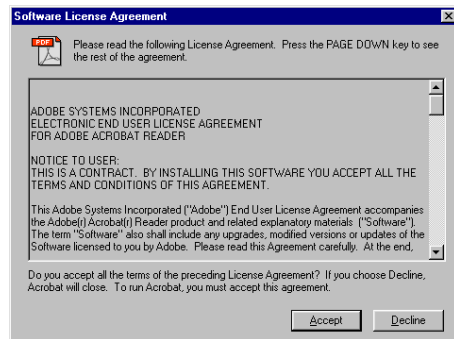 Software License Agreement
PDF
Please read the following License Agreement. Press the PAGE DOWN key to see
the rest of the agreement.
ADOBE SYSTEMS INCORPORATED
ELECTRONIC END USER LICENSE AGREEMENT
FOR ADOBE ACROBAT READER
NOTICE TO USER:
THIS IS A CONTRACT. BY INSTALLING THIS SOFTWARE YOU ACCEPT ALL THE
TERMS AND CONDITIONS OF THIS AGREEMENT.
This Adobe Systems Incorporated ("Adobe") End User License Agreement accompanies
the Adobe(r) Acrobat(r) Reader product and related explanatory materials ("Software").
The term "Software" also shall include any upgrades, modified versions or updates of the
Software licensed to you by Adobe. Please read this Agreement carefully. At the end,
Do you accept all the terms of the preceding License Agreement? If you choose Decline,
Acrobat will close. To run Acrobat, you must accept this agreement.
Accept Decline